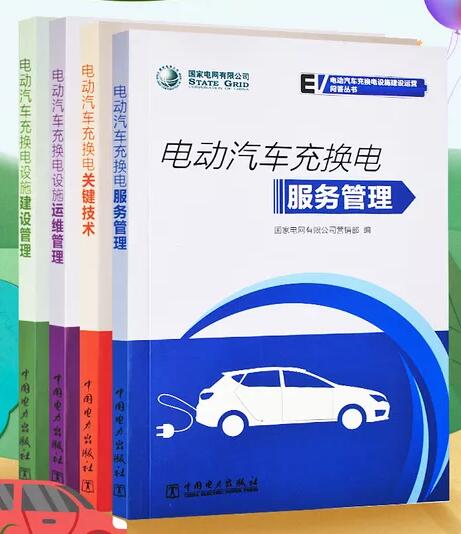 电动汽车充换电设施建设管理
中国电力出版社
电动汽车充换电设施运维管理
中国电力出版社
电动汽车充换电关键技术
中国电力出版社
电动汽车充换电服务管理
中国电力出版社
国家电网有限公司
STATE GRID
CORPORATION OF CHINA
EV
电动汽车充换电设施建设运营
问答丛书
电动汽车充换电
服务管理
国家电网有限公司营销部 编
中国电力出版社
CHINA ELECTRIC POWER PRESS